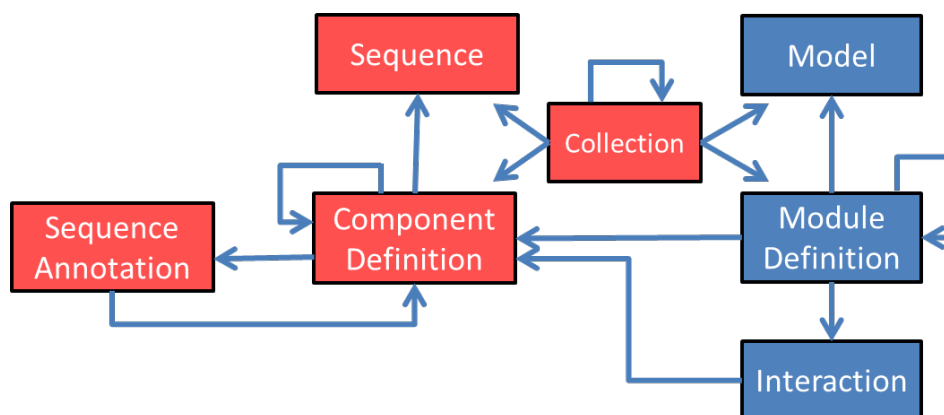 Sequence
Model
Collection
Sequence
Annotation
Component
Definition
Module
Definition
Interaction